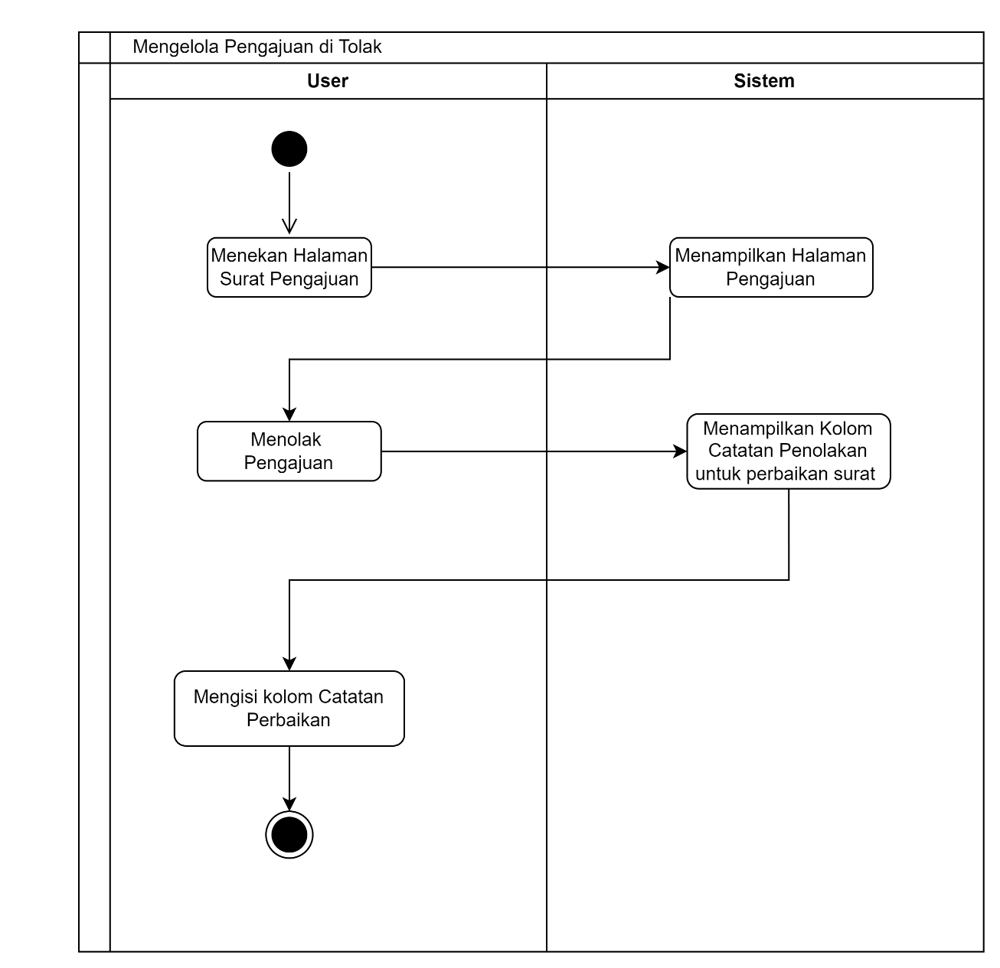 Mengelola Pengajuan di Tolak
User
Sistem
Menekan Halaman
Surat Pengajuan
Menampilkan Halaman
Pengajuan
Menolak
Pengajuan
Menampilkan Kolom
Catatan Penolakan
untuk perbaikan surat
Mengisi kolom Catatan
Perbaikan